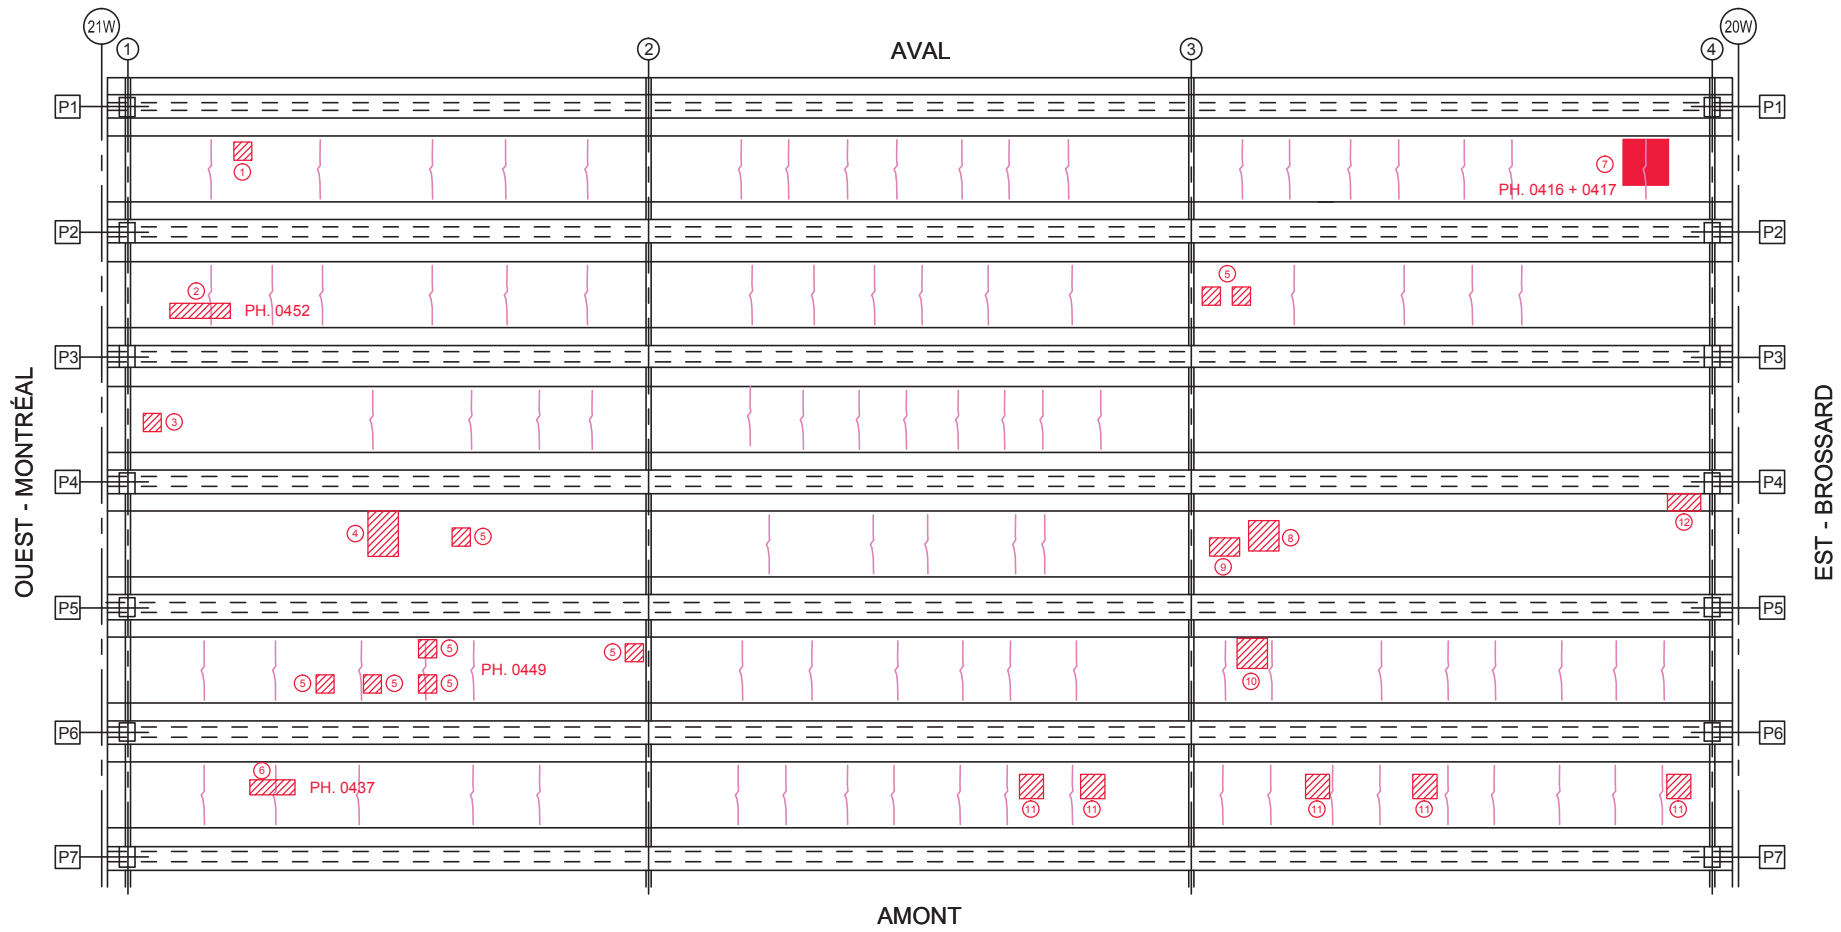 21W
20W
1
2
AVAL
3
4
P1
P1
1
7
PH. 0416 + 0417
P2
P2
2
5
PH. 0452
P3
P3
OUEST - MONTRÉAL
EST - BROSSARD
3
P4
P4
4
5
9
8
12
P5
P5
5
5
PH. 0449
5
5
5
10
P6
P6
6
PH. 0437
11
11
11
11
11
P7
P7
AMONT